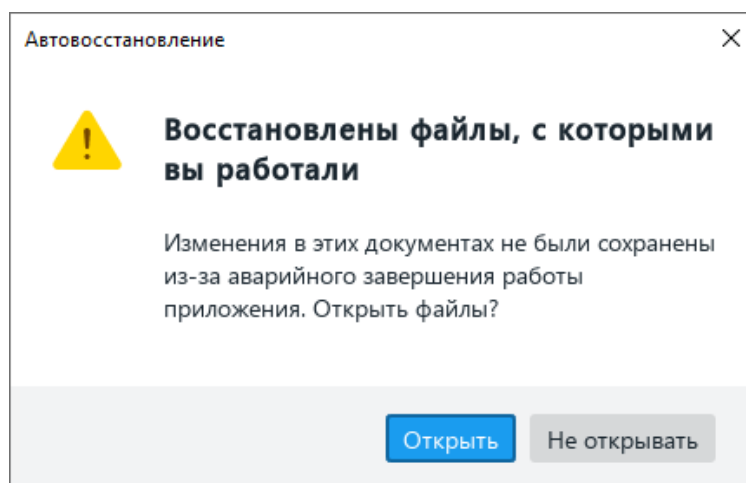 Автовосстановление
Восстановлены файлы, с которыми
вы работали
Изменения в этих документах не были сохранены
из-за аварийного завершения работы
приложения. Открыть файлы?
Открыть
Не открывать